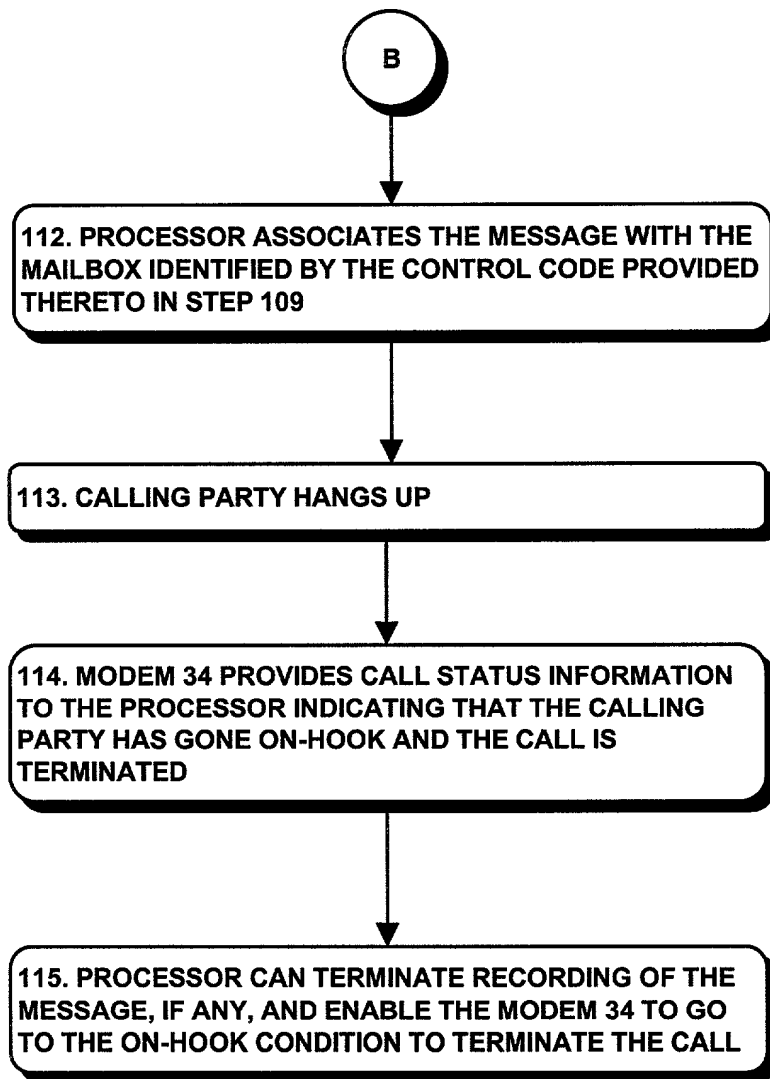 B
112. PROCESSOR ASSOCIATES THE MESSAGE WITH THE
MAILBOX IDENTIFIED BY THE CONTROL CODE PROVIDED
THERETO IN STEP 109
113. CALLING PARTY HANGS UP
114. MODEM 34 PROVIDES CALL STATUS INFORMATION
TO THE PROCESSOR INDICATING THAT THE CALLING
PARTY HAS GONE ON-HOOK AND THE CALL IS
TERMINATED
115. PROCESSOR CAN TERMINATE RECORDING OF THE
MESSAGE, IF ANY, AND ENABLE THE MODEM 34 TO GO
TO THE ON-HOOK CONDITION TO TERMINATE THE CALL